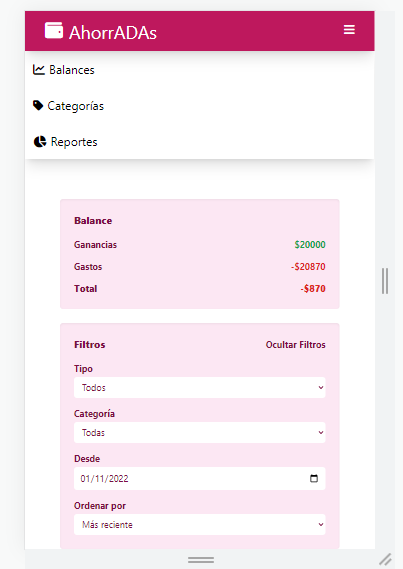 AhorrADAs
Balances
Categorías
Reportes
Balance
Ganancias $20000
Gastos -$20870
Total -$870
Filtros Ocultar Filtros
Tipo
Todos
Categoría
Todas
Desde
01/11/2022
Ordenar por
Más reciente